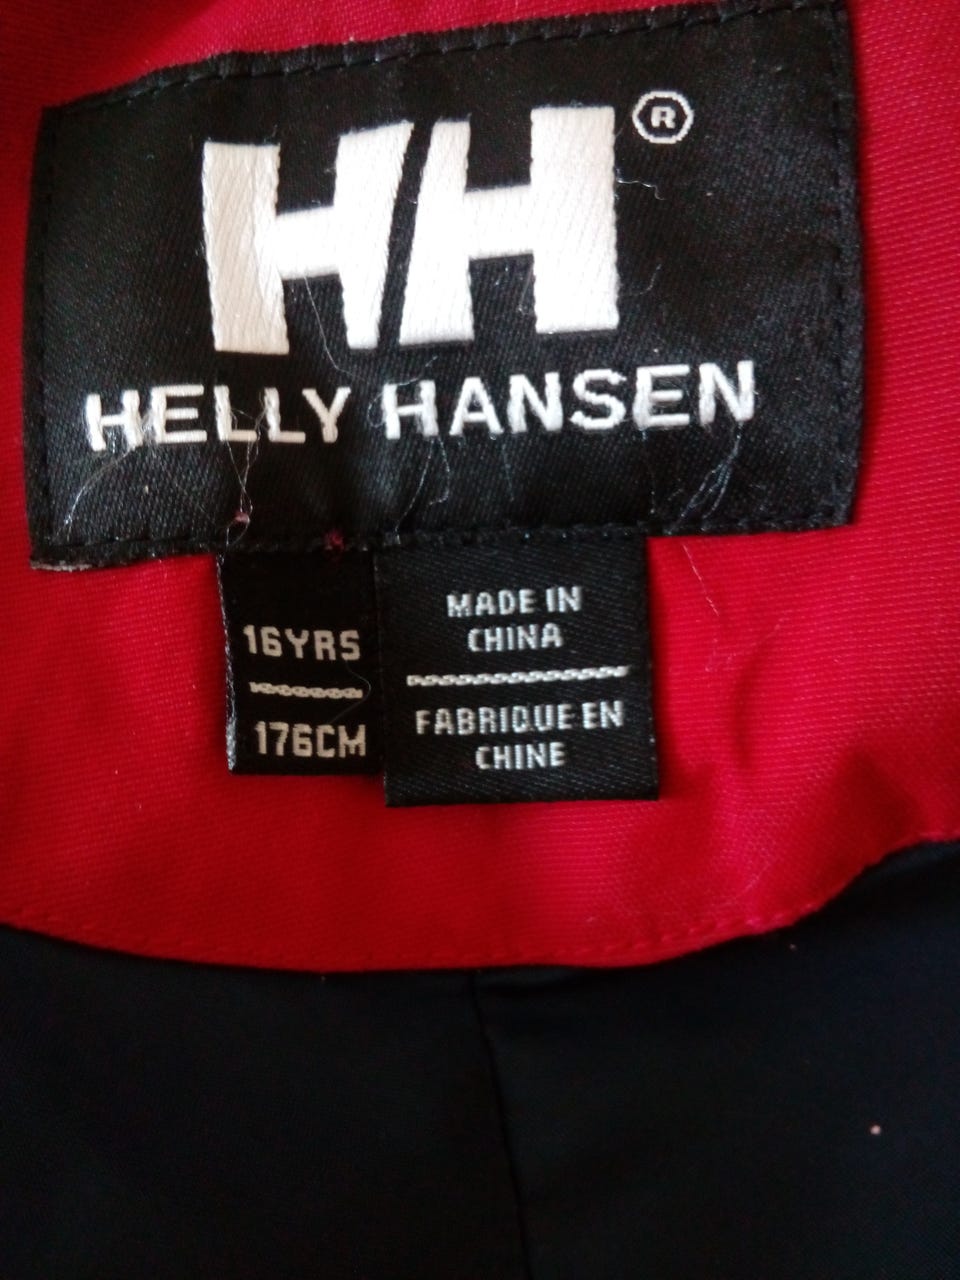 HH®
HELLY HANSEN
16YRS
176CM
MADE IN
CHINA
FABRIQUE EN
CHINE